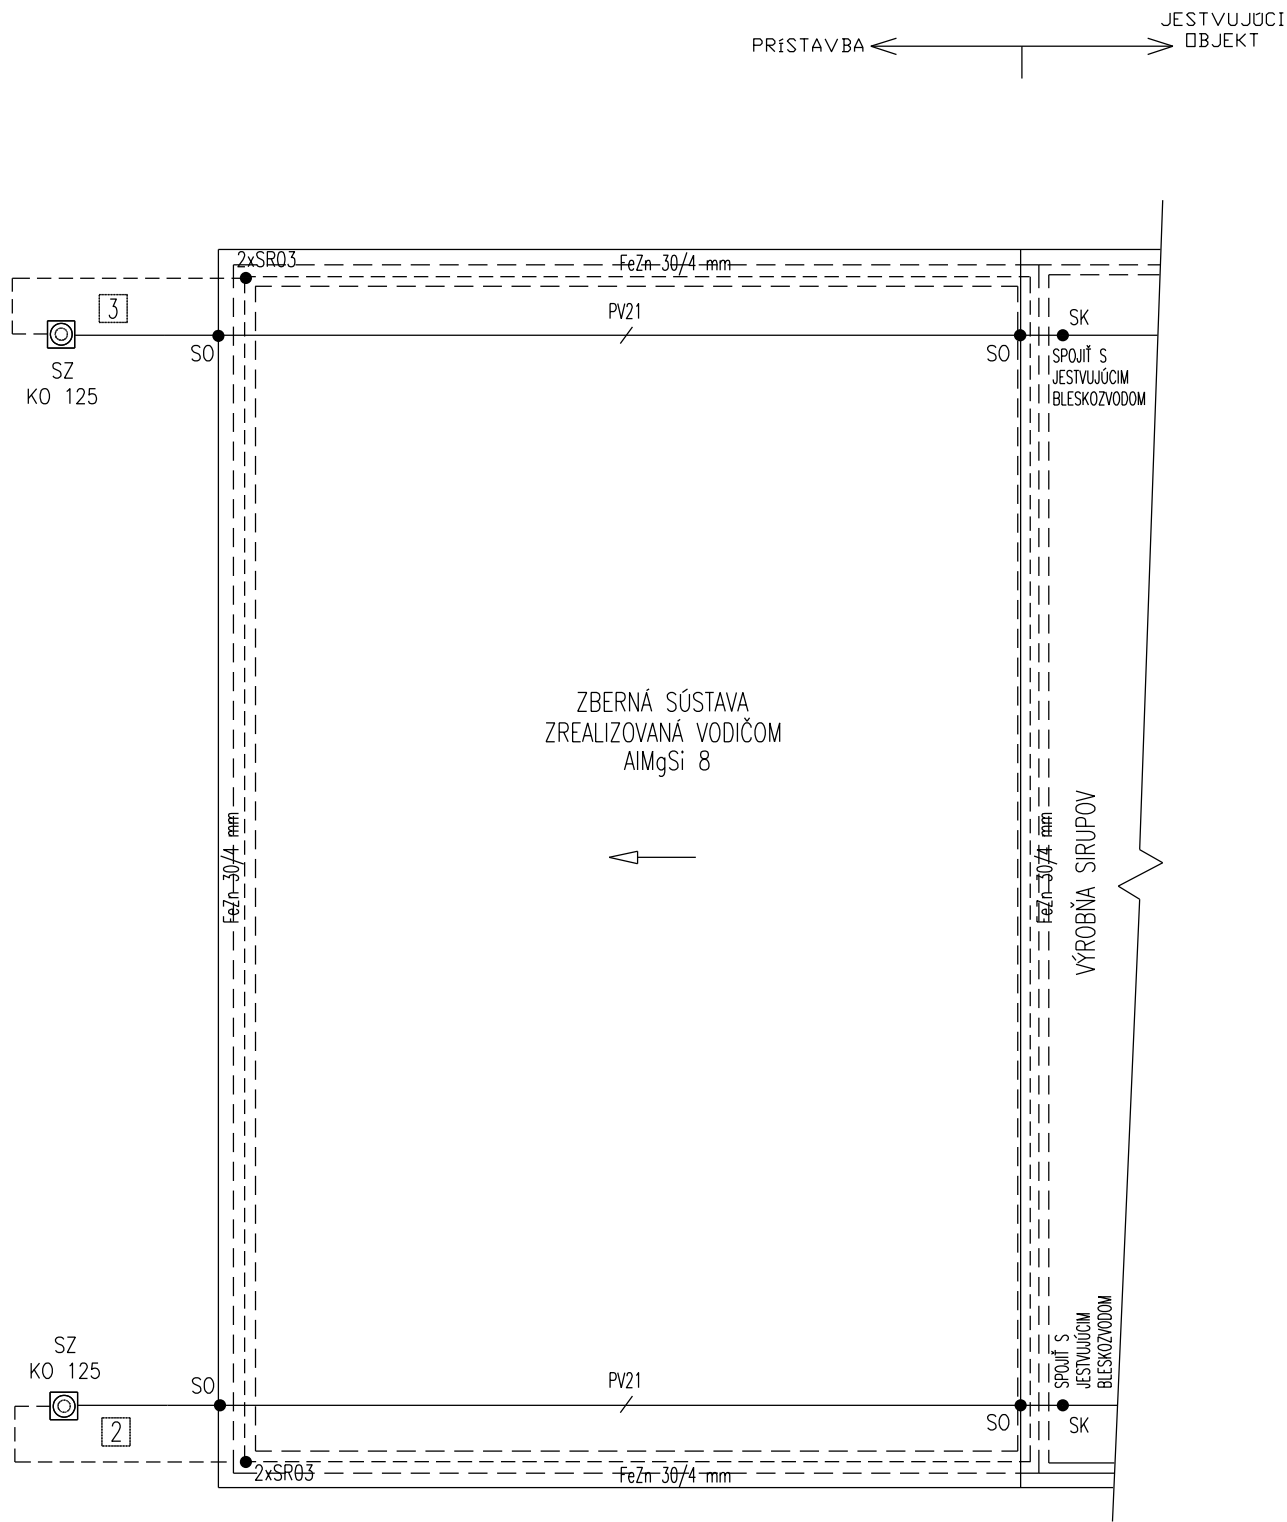 JESTVUJÚCI
OBJEKT
PRÍSTAVBA
2xSR03
FeZn 30/4 mm
3
PV21
SK
SO
SO
SPOJIŤ S
JESTVUJÚCIM
BLESKOZVODOM
SZ
KO 125
ZBERNÁ SÚSTAVA
ZREALIZOVANÁ VODIČOM
AlMgSi 8
FeZn 30/4 mm
FeZn 30/4 mm
VÝROBŇA SIRUPOV
SPOJIŤ S
JESTVUJÚCIM
BLESKOZVODOM
SZ
KO 125
SO
PV21
SO
SK
2
2xSR03
FeZn 30/4 mm